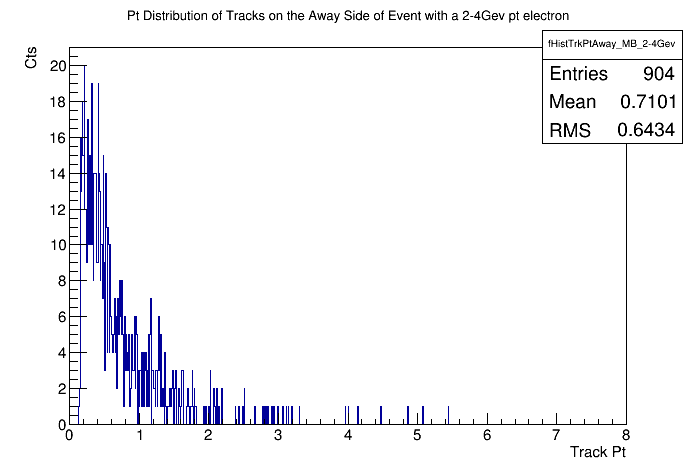 Pt Distribution of Tracks on the Away Side of Event with a 2-4Gev pt electron
fHistTrkPtAway_MB_2-4Gev
Entries 904
Mean 0.7101
RMS 0.6434
Cts
20
18
16
14
12
10
8
6
4
2
0
0 1 2 3 4 5 6 7 8
Track Pt